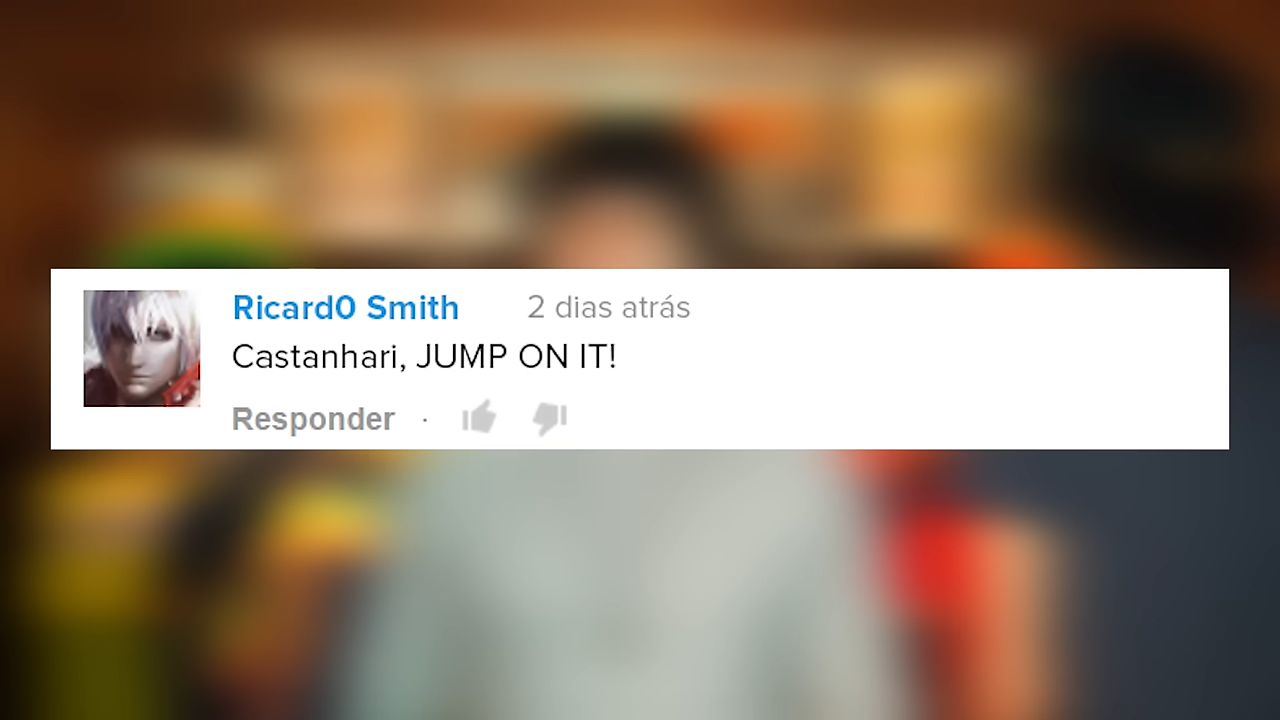 Ricard0 Smith 2 dias atrás
Castanhari, JUMP ON IT!
Responder ·